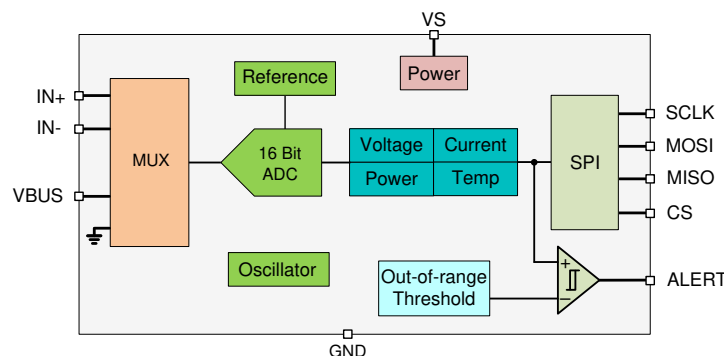 VS
Reference
Power
IN+
IN-
VBUS
MUX
16 Bit
ADC
Voltage
Current
Power
Temp
SPI
SCLK
MOSI
MISO
CS
Oscillator
Out-of-range
Threshold
+
−
ALERT
GND